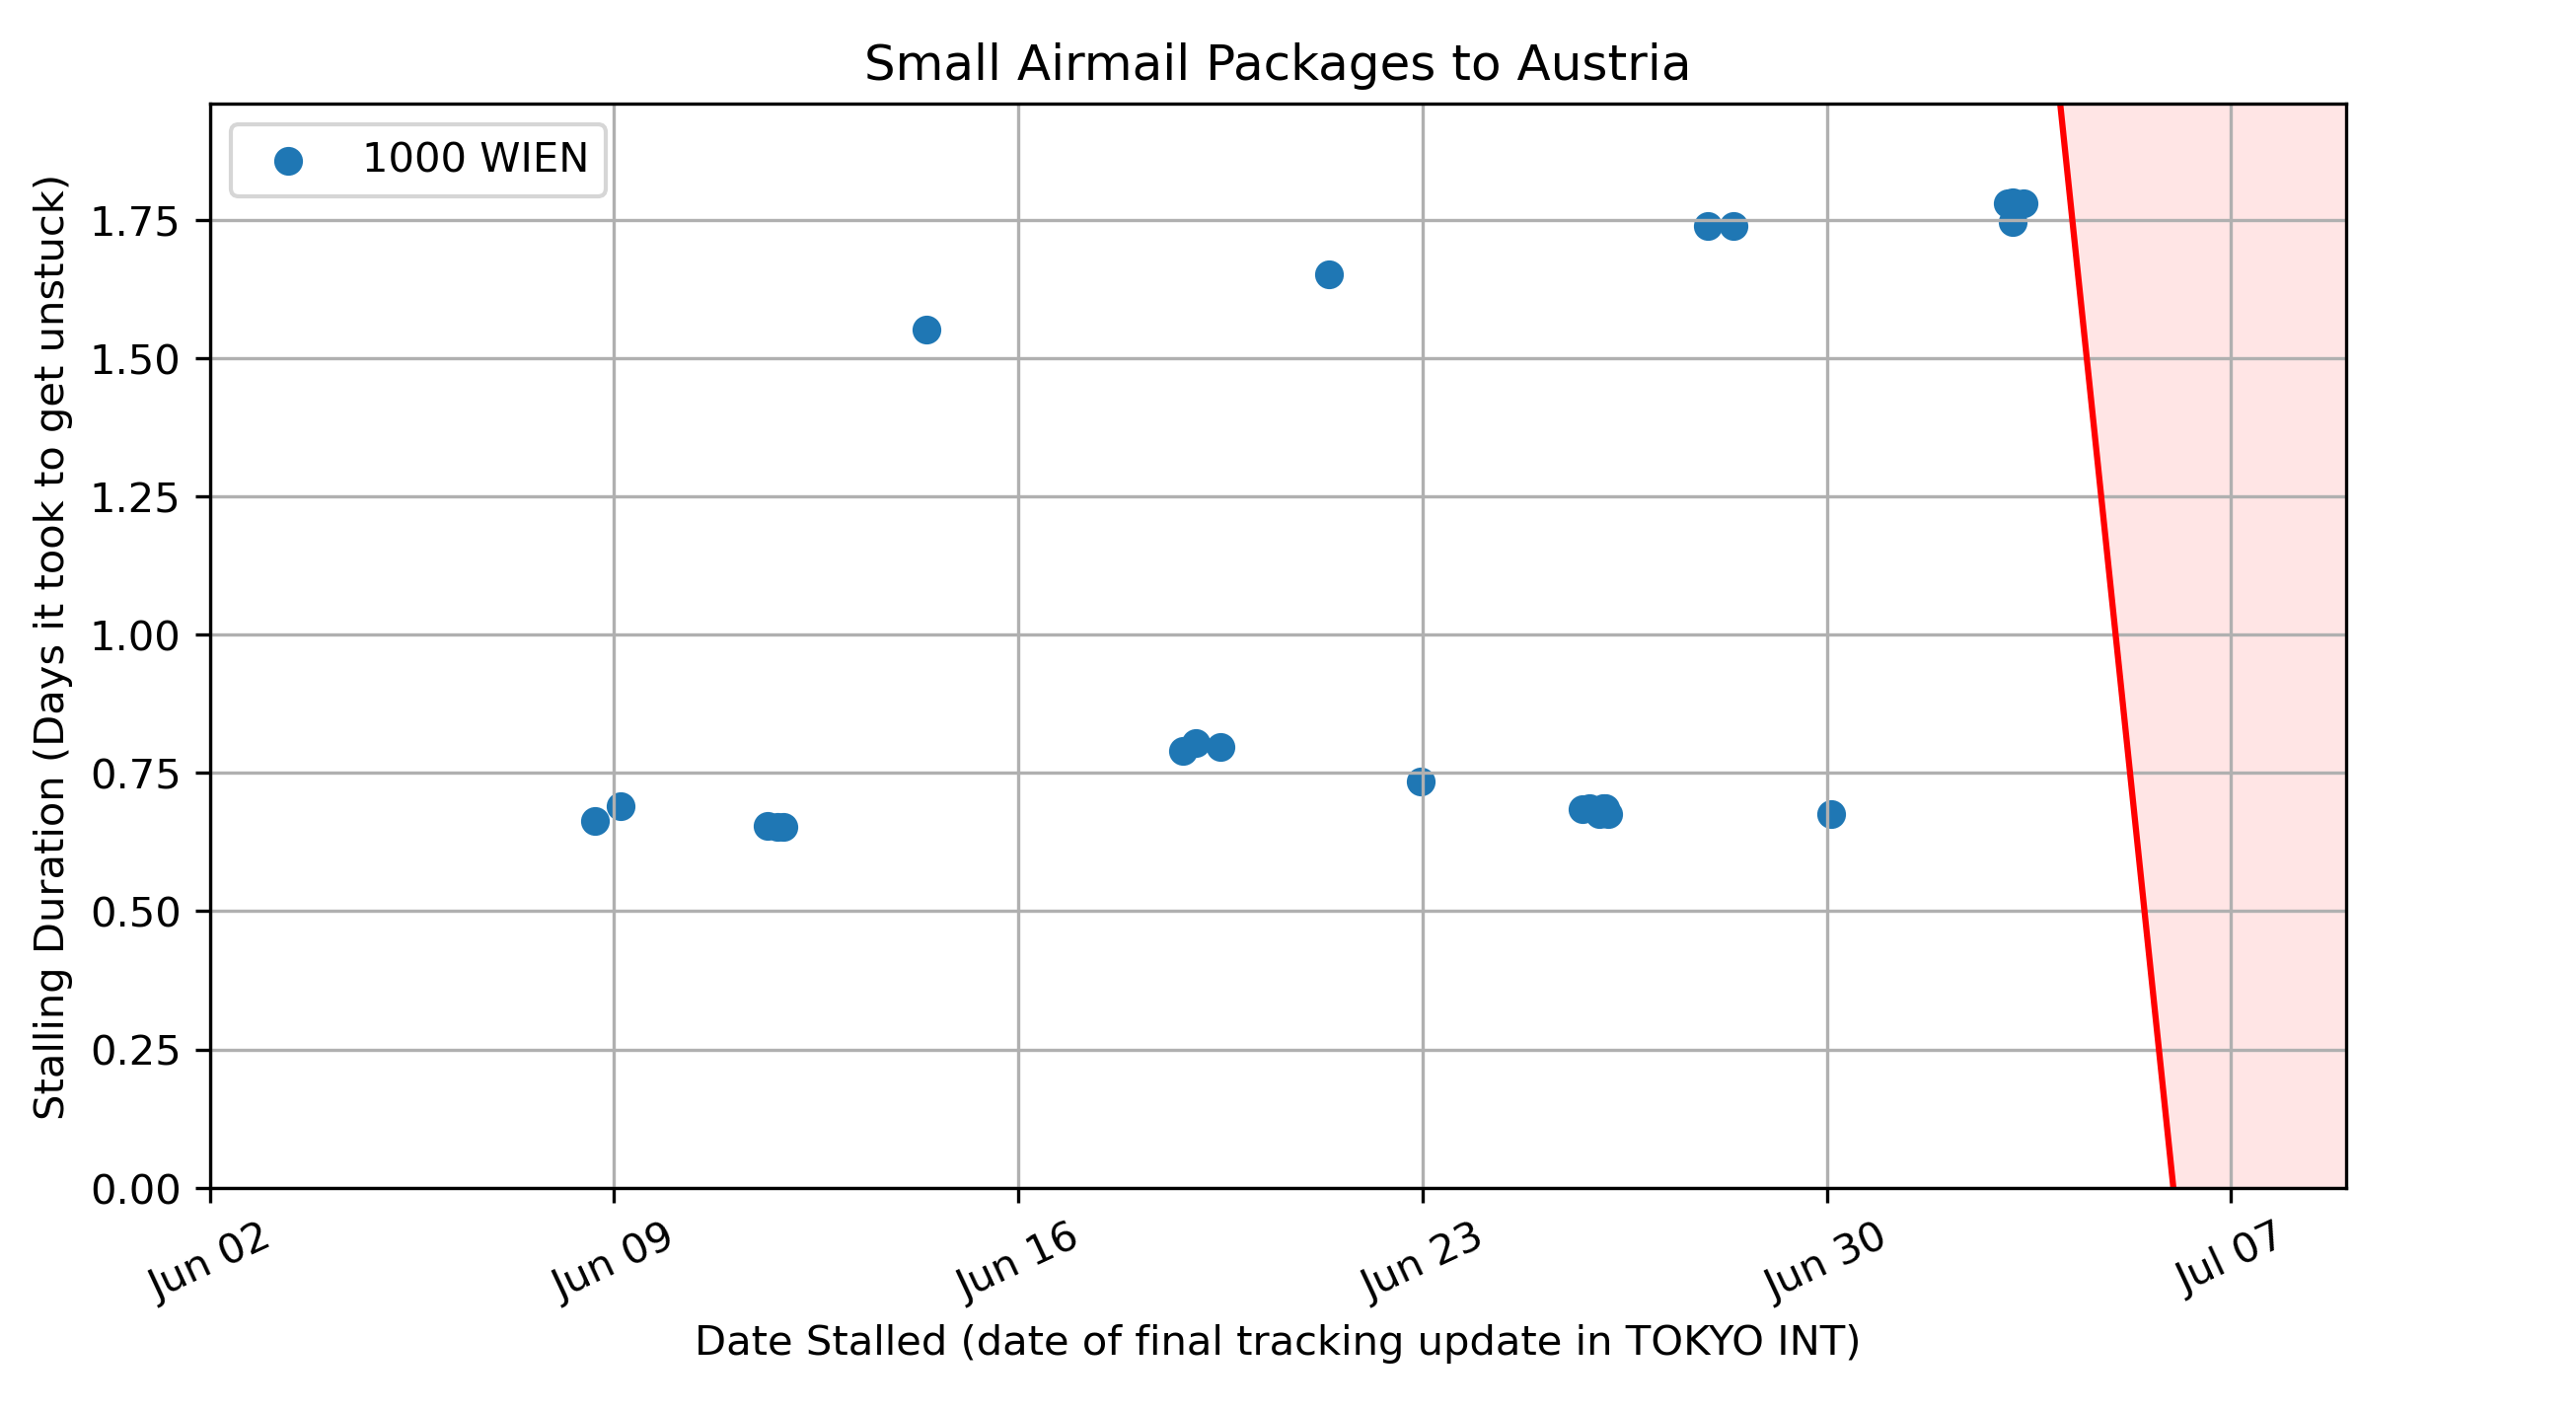 Small Airmail Packages to Austria
1000 WIEN
Stalling Duration (Days it took to get unstuck)
1.75
1.50
1.25
1.00
0.75
0.50
0.25
0.00
Jun 02
Jun 09
Jun 16
Jun 23
Jun 30
Jul 07
Date Stalled (date of final tracking update in TOKYO INT)